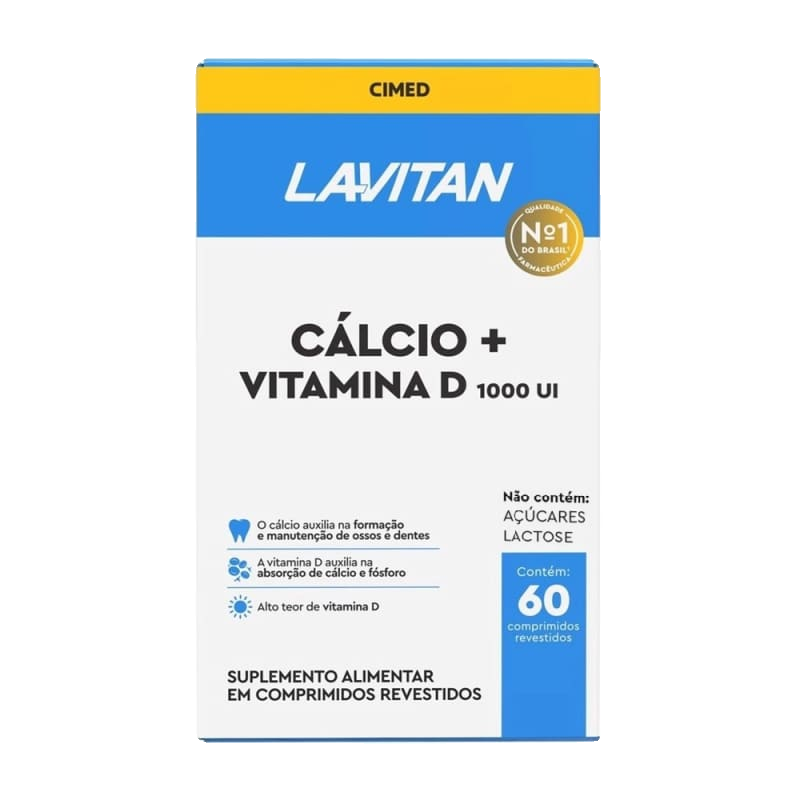 CIMED
LAVITAN
QUALIDADE
Nº1
DO BRASIL
FARMACÊUTICA
CÁLCIO +
VITAMINA D 1000 UI
Não contém:
AÇÚCARES
LACTOSE
O cálcio auxilia na formação
e manutenção de ossos e dentes
A vitamina D auxilia na
absorção de cálcio e fósforo
Alto teor de vitamina D
Contém:
60
comprimidos
revestidos
SUPLEMENTO ALIMENTAR
EM COMPRIMIDOS REVESTIDOS